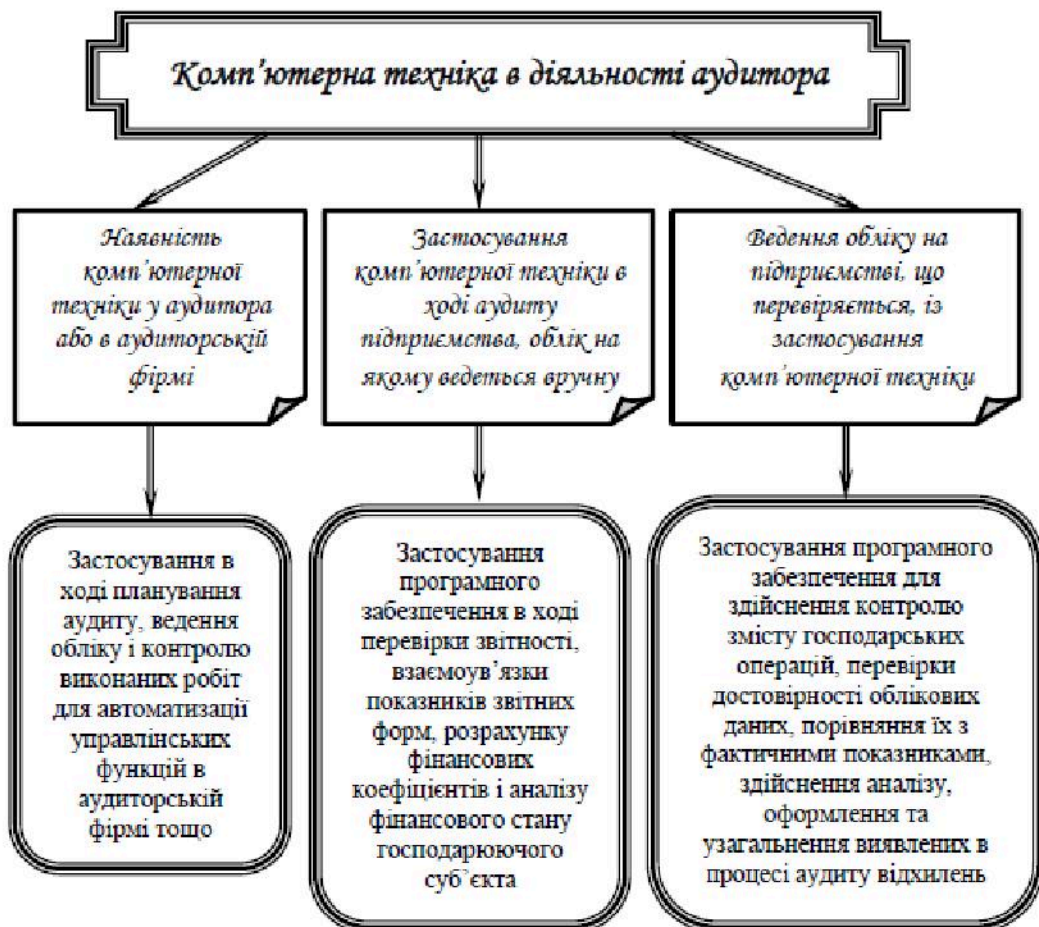 Комп’ютерна техніка в діяльності аудитора
Наявність
комп’ютерної
техніки у аудитора
або в аудиторській
фірмі
Застосування
комп’ютерної техніки в
ході аудиту
підприємства, облік на
якому ведеться вручну
Ведення обліку на
підприємстві, що
перевіряється, із
застосування
комп’ютерної техніки
Застосування в
ході планування
аудиту, ведення
обліку і контролю
виконаних робіт
для автоматизації
управлінських
функцій в
аудиторській
фірмі тощо
Застосування
програмного
забезпечення в ході
перевірки звітності,
взаємоув’язки
показників звітних
форм, розрахунку
фінансових
коефіцієнтів і аналізу
фінансового стану
господарюючого
суб’єкта
Застосування програмного
забезпечення для
здійснення контролю
змісту господарських
операцій, перевірки
достовірності облікових
даних, порівняння їх з
фактичними показниками,
здійснення аналізу,
оформлення та
узагальнення виявлених в
процесі аудиту відхилень